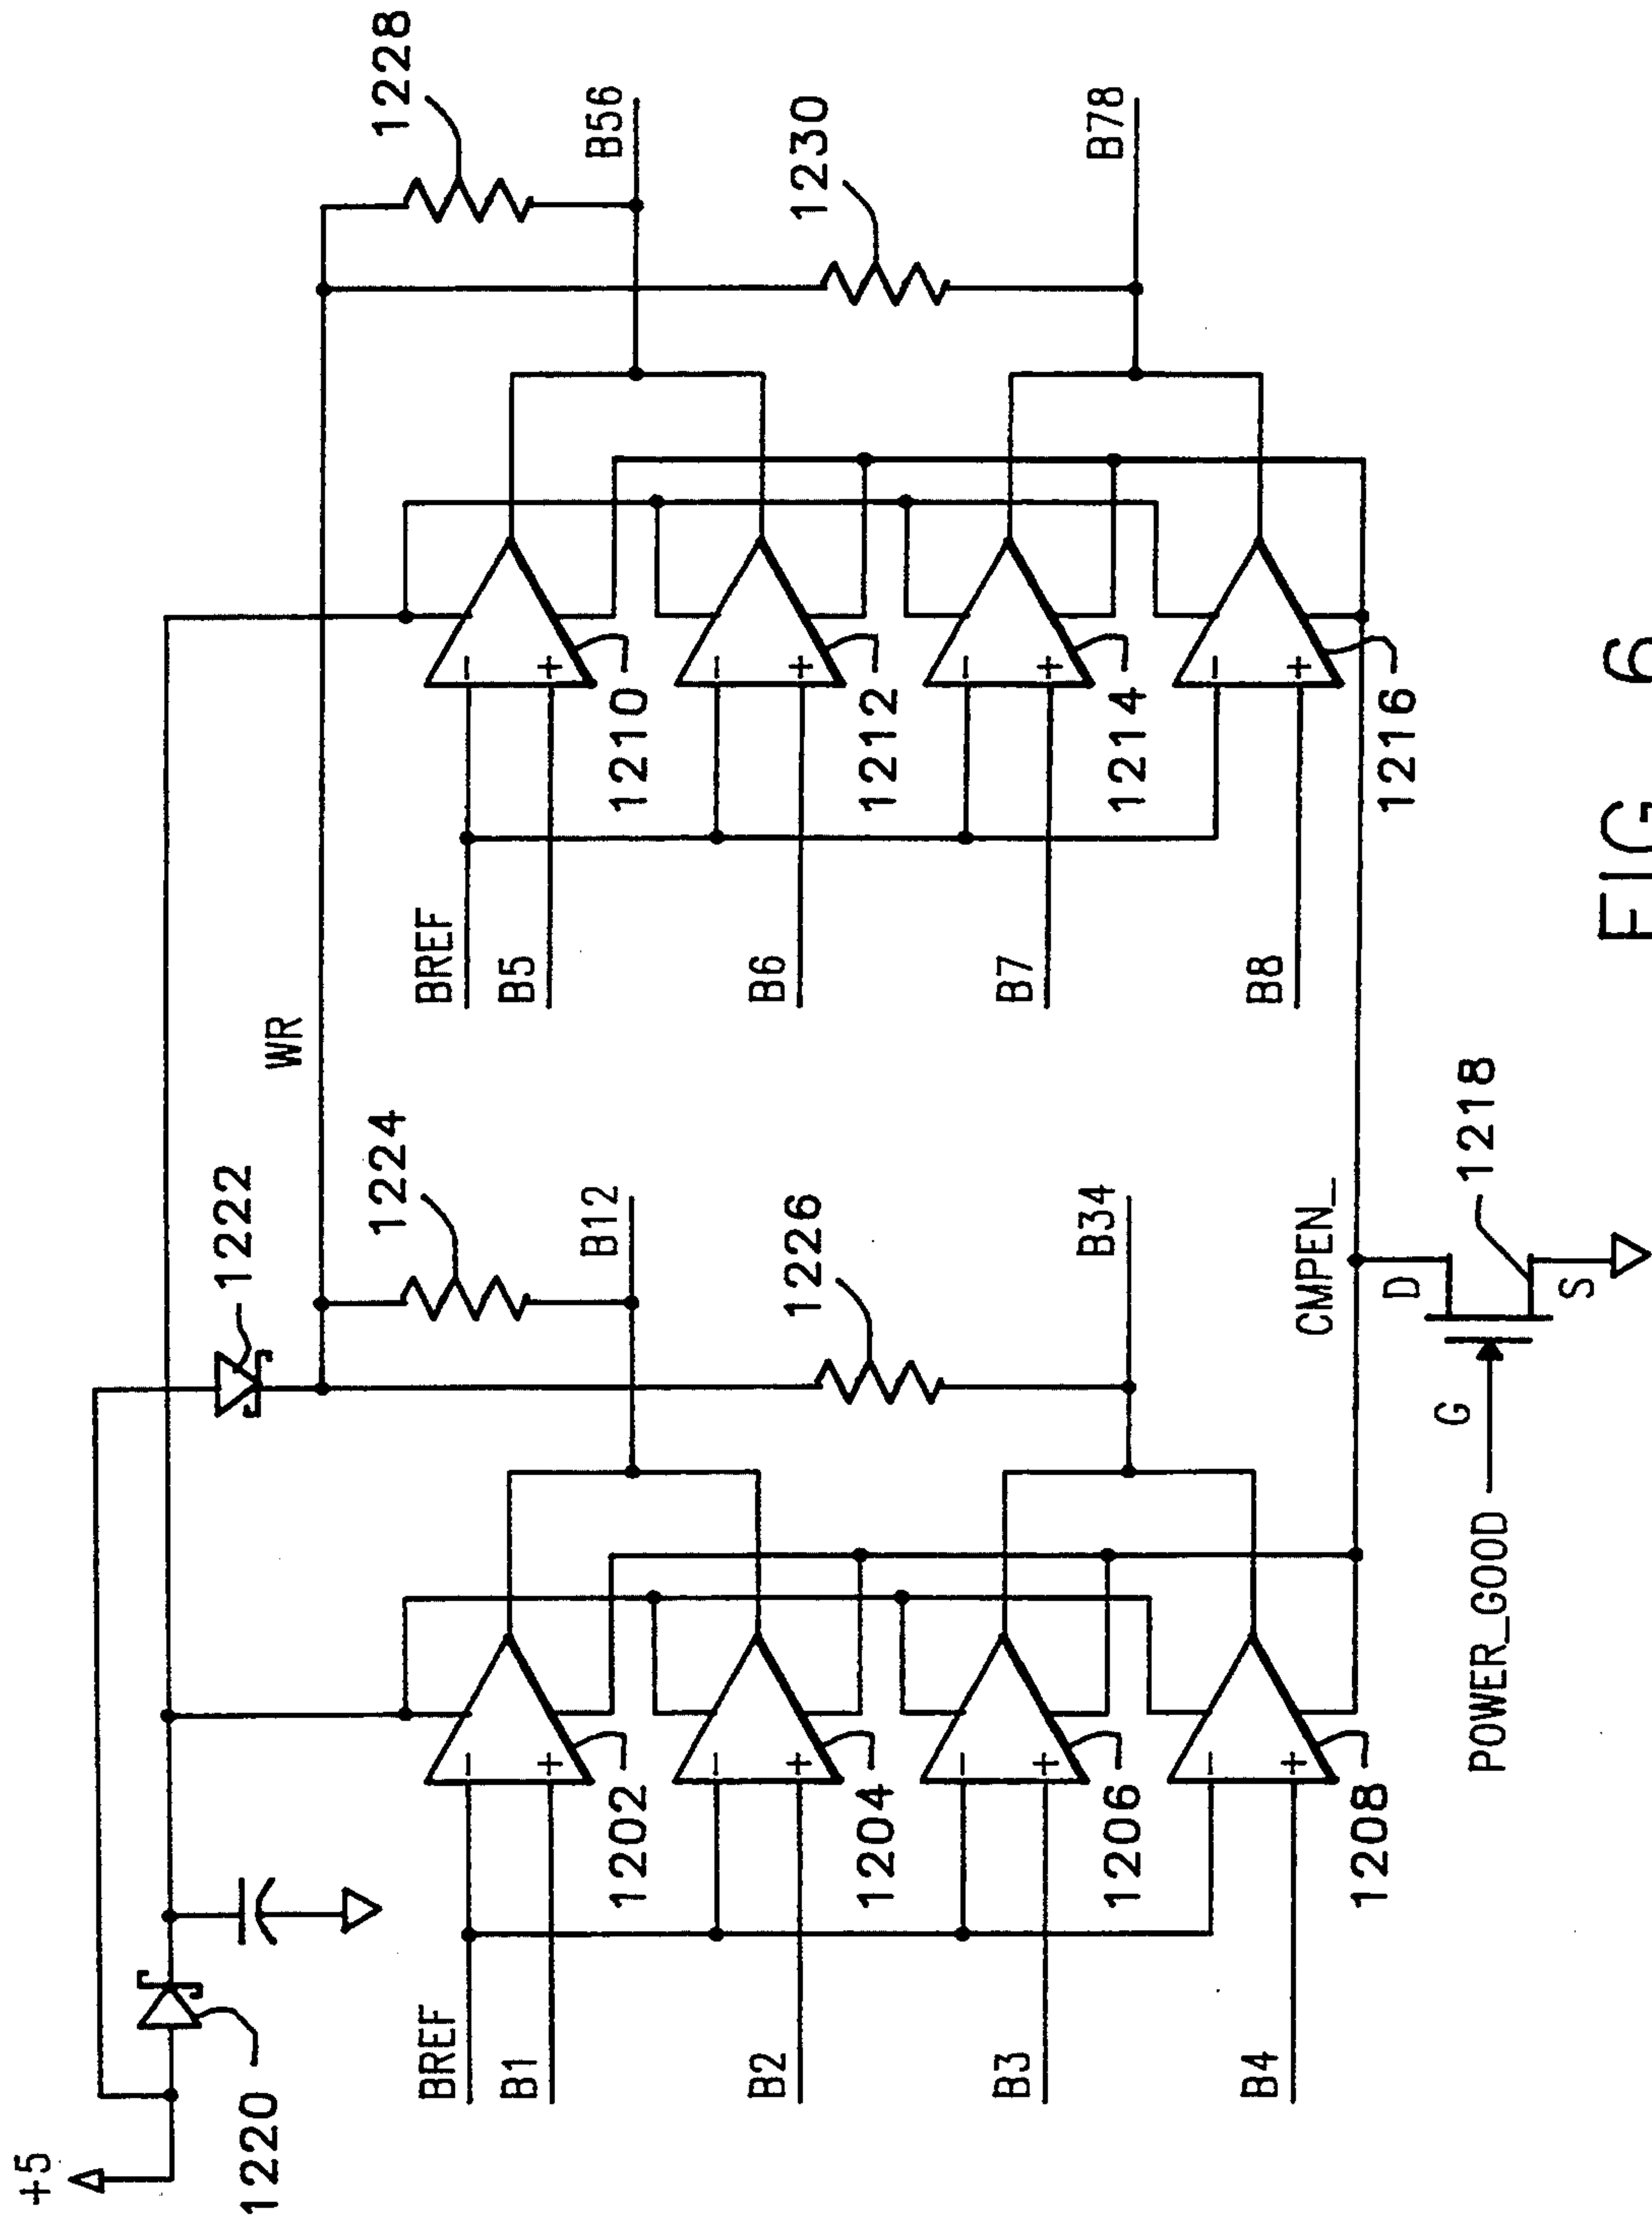 +5
1220
1222
WR
1224
1228
B12
B56
1226
1230
B34
B78
BREF
B1
- +
1202
B2
- +
1204
B3
- +
1206
B4
- +
1208
BREF
B5
- +
1210
B6
- +
1212
B7
- +
1214
B8
- +
1216
CMPEN_
D
G
S
POWER_GOOD
1218
FIG 6